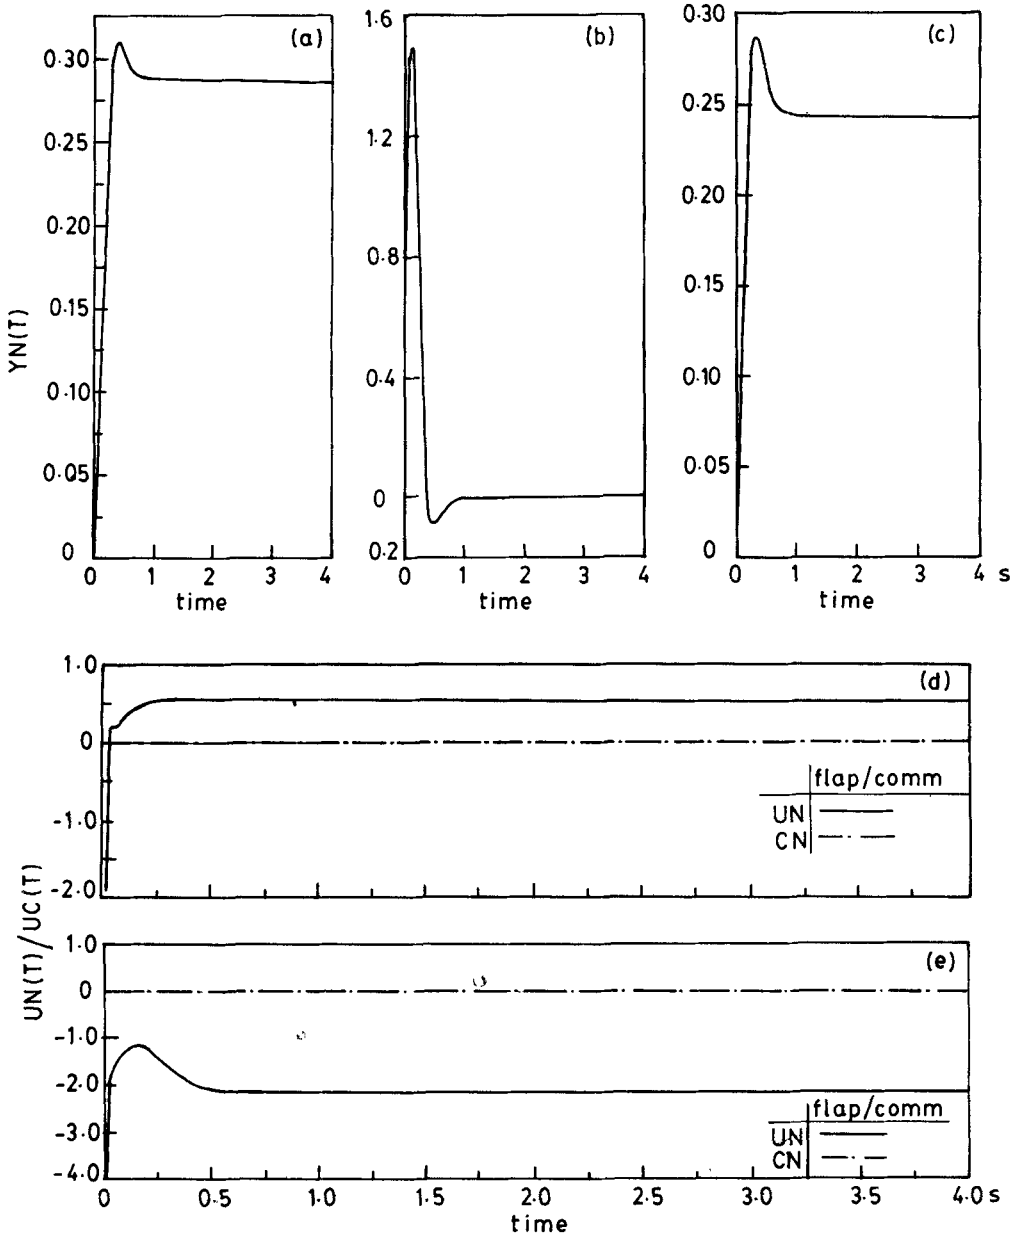 (a)
0.30
0.25
0.20
0.15
0.10
0.05
0
YN(T)
0 1 2 3 4
time
(b)
1.6
1.2
0.8
0.4
0
0.2
0 1 2 3 4
time
(c)
0.30
0.25
0.20
0.15
0.10
0.05
0
0 1 2 3 4 s
time
(d)
1.0
0
-1.0
-2.0
flap/comm
UN
CN
UN(T)/UC(T)
(e)
1.0
0
-1.0
-2.0
-3.0
-4.0
flap/comm
UN
CN
0 0.5 1.0 1.5 2.0 2.5 3.0 3.5 4.0 s
time